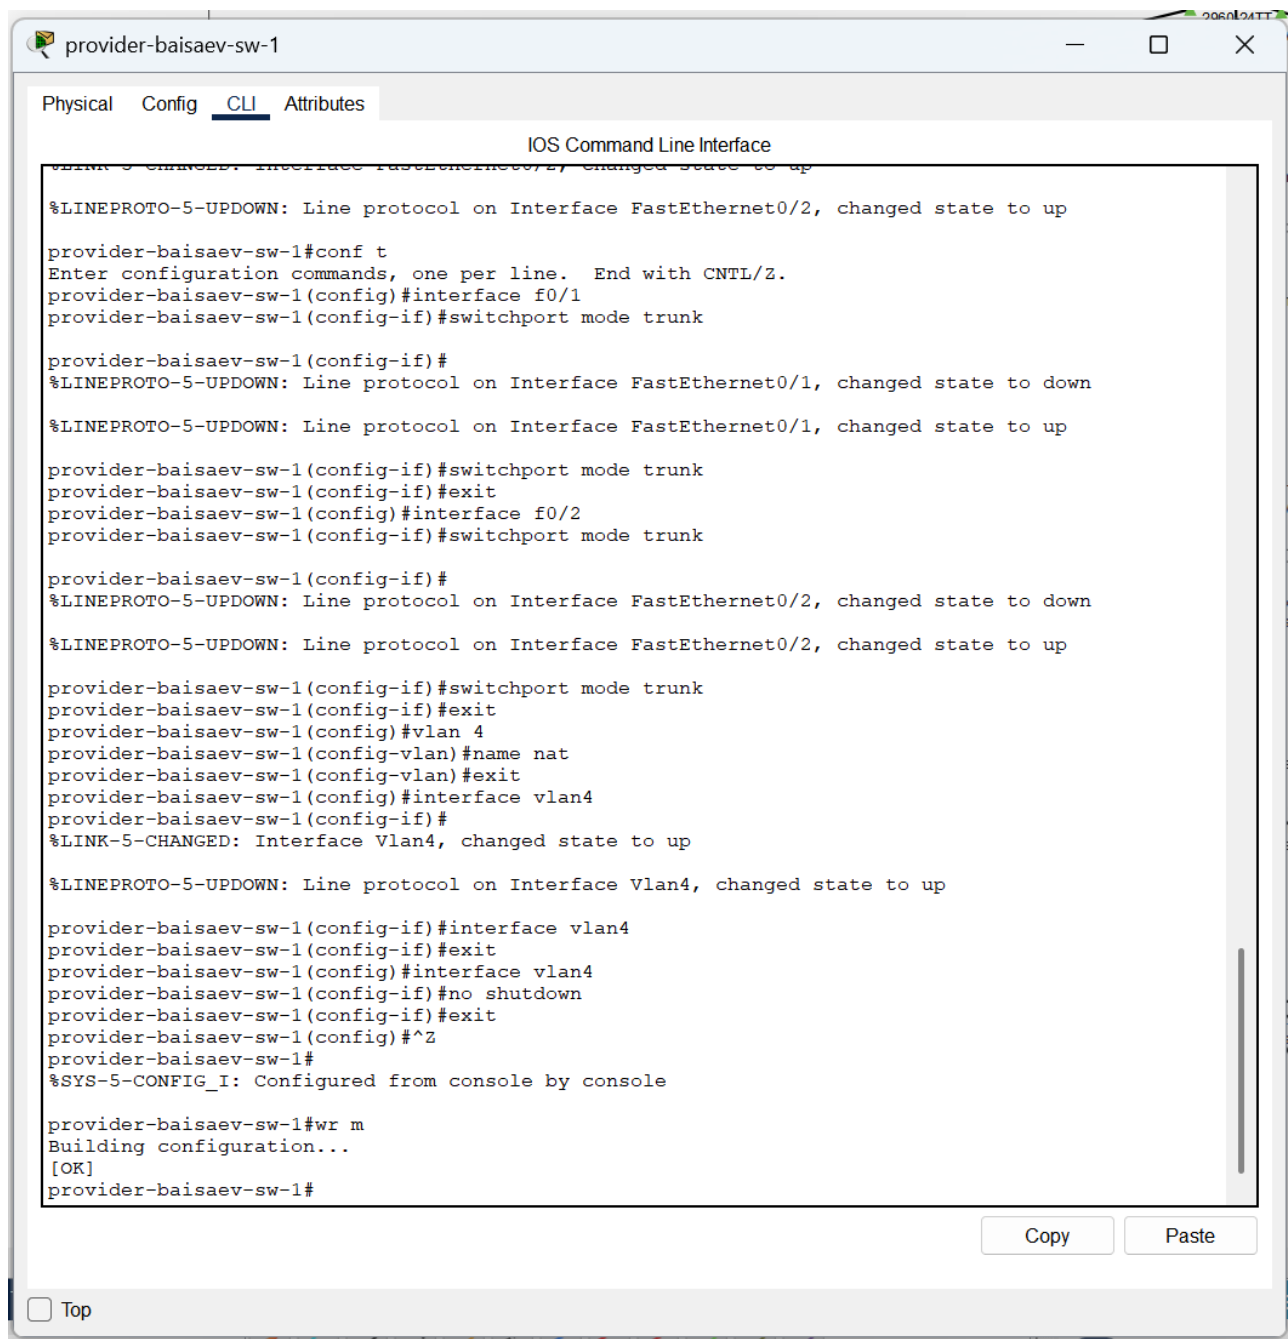 2960-24TT
provider-baisaev-sw-1
Physical Config CLI Attributes
IOS Command Line Interface
%LINK-5-CHANGED: Interface FastEthernet0/2, changed state to up
%LINEPROTO-5-UPDOWN: Line protocol on Interface FastEthernet0/2, changed state to up
provider-baisaev-sw-1#conf t
Enter configuration commands, one per line.  End with CNTL/Z.
provider-baisaev-sw-1(config)#interface f0/1
provider-baisaev-sw-1(config-if)#switchport mode trunk
provider-baisaev-sw-1(config-if)#
%LINEPROTO-5-UPDOWN: Line protocol on Interface FastEthernet0/1, changed state to down
%LINEPROTO-5-UPDOWN: Line protocol on Interface FastEthernet0/1, changed state to up
provider-baisaev-sw-1(config-if)#switchport mode trunk
provider-baisaev-sw-1(config-if)#exit
provider-baisaev-sw-1(config)#interface f0/2
provider-baisaev-sw-1(config-if)#switchport mode trunk
provider-baisaev-sw-1(config-if)#
%LINEPROTO-5-UPDOWN: Line protocol on Interface FastEthernet0/2, changed state to down
%LINEPROTO-5-UPDOWN: Line protocol on Interface FastEthernet0/2, changed state to up
provider-baisaev-sw-1(config-if)#switchport mode trunk
provider-baisaev-sw-1(config-if)#exit
provider-baisaev-sw-1(config)#vlan 4
provider-baisaev-sw-1(config-vlan)#name nat
provider-baisaev-sw-1(config-vlan)#exit
provider-baisaev-sw-1(config)#interface vlan4
provider-baisaev-sw-1(config-if)#
%LINK-5-CHANGED: Interface Vlan4, changed state to up
%LINEPROTO-5-UPDOWN: Line protocol on Interface Vlan4, changed state to up
provider-baisaev-sw-1(config-if)#interface vlan4
provider-baisaev-sw-1(config-if)#exit
provider-baisaev-sw-1(config)#interface vlan4
provider-baisaev-sw-1(config-if)#no shutdown
provider-baisaev-sw-1(config-if)#exit
provider-baisaev-sw-1(config)#^Z
provider-baisaev-sw-1#
%SYS-5-CONFIG_I: Configured from console by console
provider-baisaev-sw-1#wr m
Building configuration...
[OK]
provider-baisaev-sw-1#
Copy Paste
Top